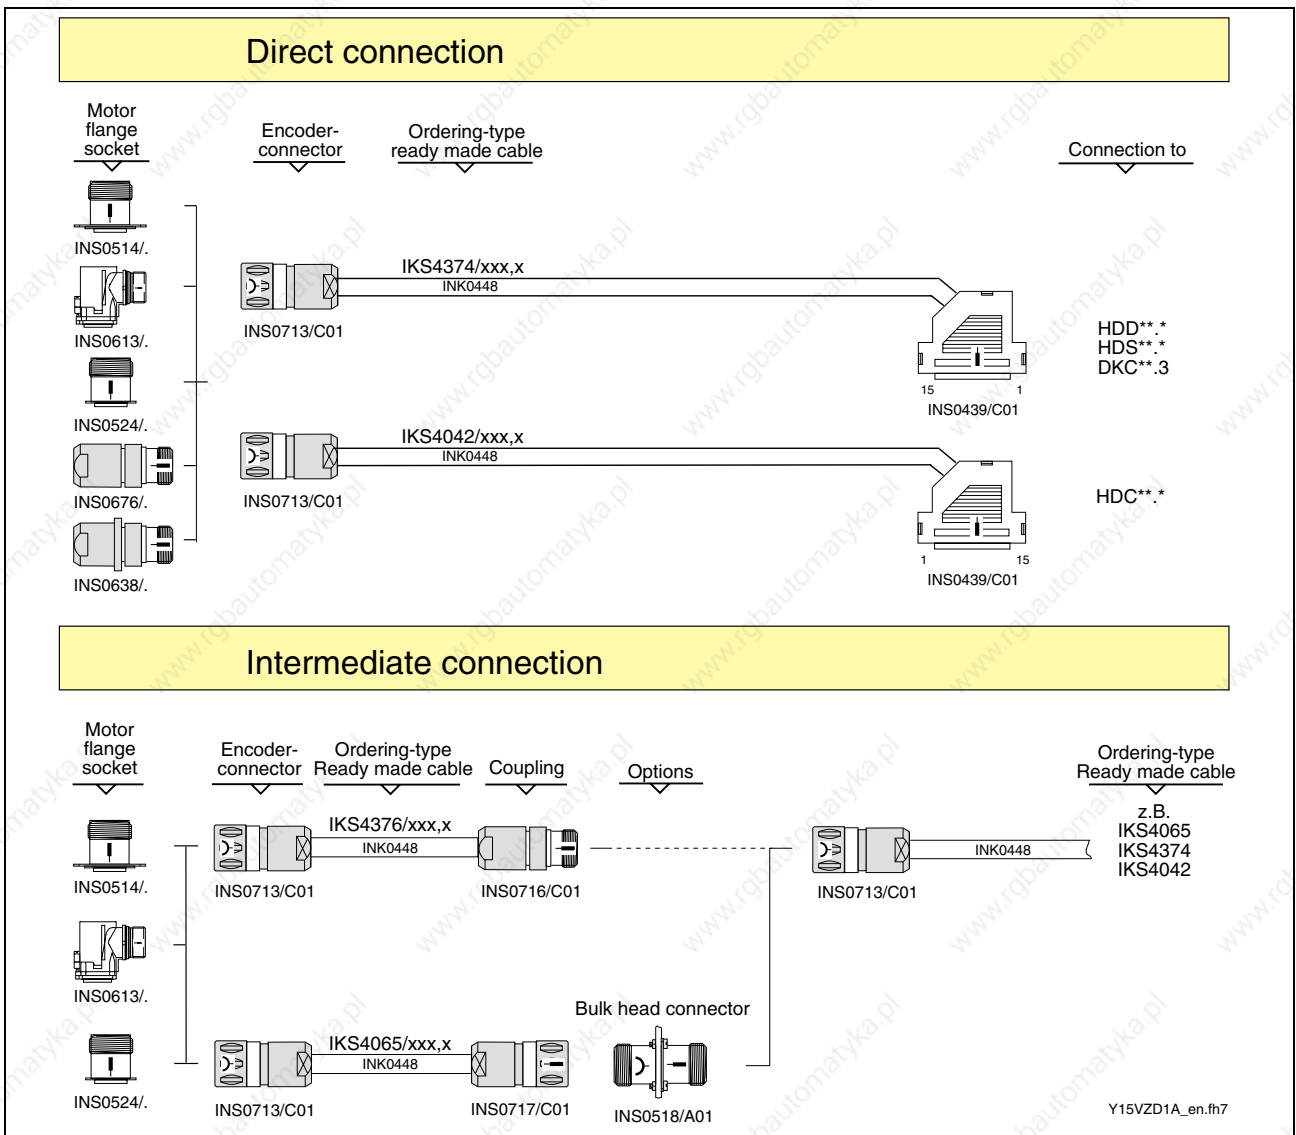 Direct connection
Motor
flange
socket
Encoder-
connector
Ordering-type
ready made cable
Connection to
INS0514/.
INS0613/.
INS0524/.
INS0676/.
INS0638/.
INS0713/C01
IKS4374/xxx,x
INK0448
15
1
INS0439/C01
HDD**.*
HDS**.*
DKC**.3
INS0713/C01
IKS4042/xxx,x
INK0448
1
15
INS0439/C01
HDC**.*
Intermediate connection
Motor
flange
socket
Encoder-
connector
Ordering-type
Ready made cable
Coupling
Options
Ordering-type
Ready made cable
INS0514/.
INS0613/.
INS0524/.
INS0713/C01
IKS4376/xxx,x
INK0448
INS0716/C01
INS0713/C01
INK0448
z.B.
IKS4065
IKS4374
IKS4042
INS0713/C01
IKS4065/xxx,x
INK0448
INS0717/C01
Bulk head connector
INS0518/A01
Y15VZD1A_en.fh7
www.rgbautomatyka.pl